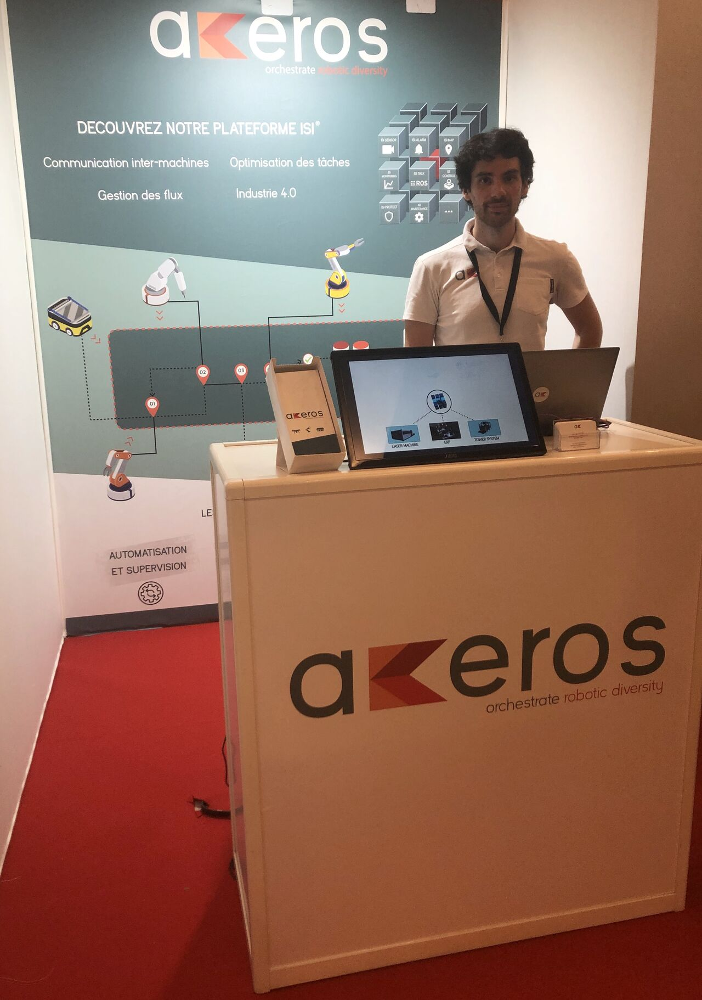 akeros
orchestrate robotic diversity
DECOUVREZ NOTRE PLATEFORME ISI®
Communication inter-machines
Optimisation des tâches
Gestion des flux
Industrie 4.0
ISI SENSOR
ISI ALARM
ISI MAP
ISI MONITORING
ISI TALK
ROS
ISI CONTROL
ISI PROTECT
ISI MAINTENANCE
a
02
03
01
akeros
LASER MACHINE
ERP
TOWER SYSTEM
AOC
LE
AUTOMATISATION
ET SUPERVISION
akeros
orchestrate robotic diversity